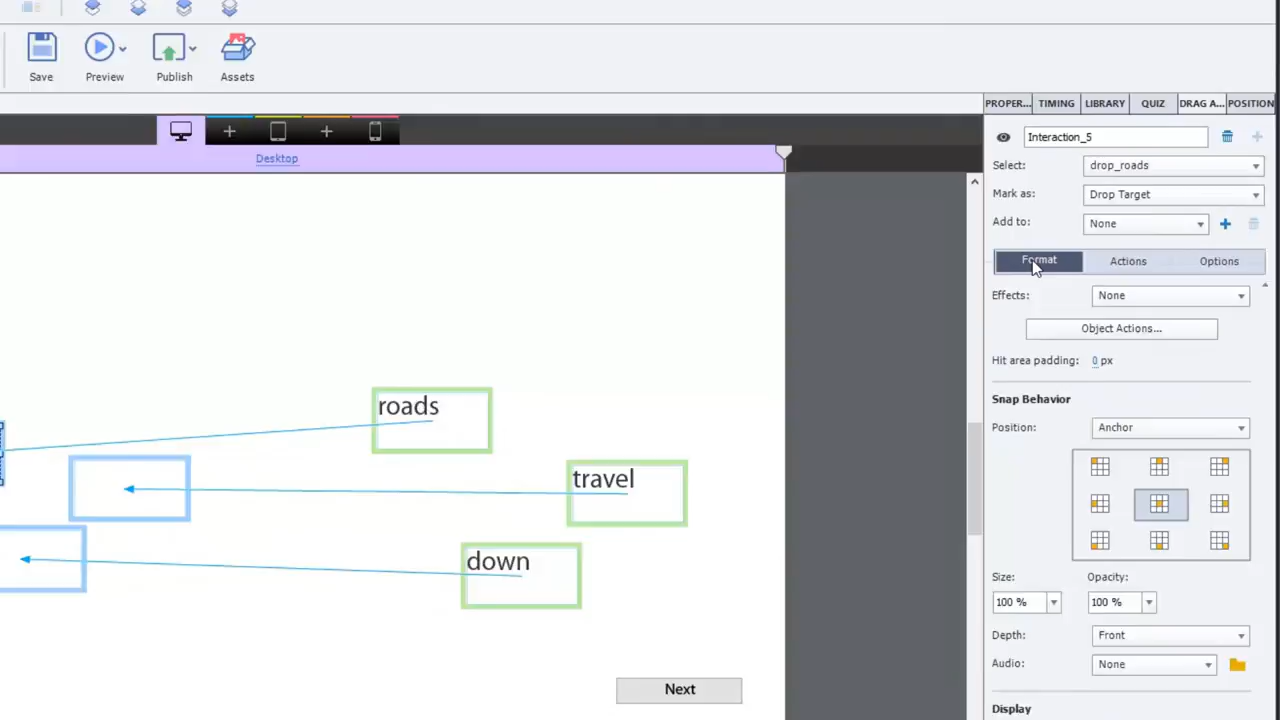 Save Preview Publish Assets
PROPER... TIMING LIBRARY QUIZ DRAG A... POSITION
Desktop
Interaction_5
Select: drop_roads
Mark as: Drop Target
Add to: None
Format Actions Options
Effects: None
Object Actions...
Hit area padding: 0 px
Snap Behavior
Position: Anchor
roads
travel
down
Size: Opacity:
100 % 100 %
Depth: Front
Audio: None
Next
Display